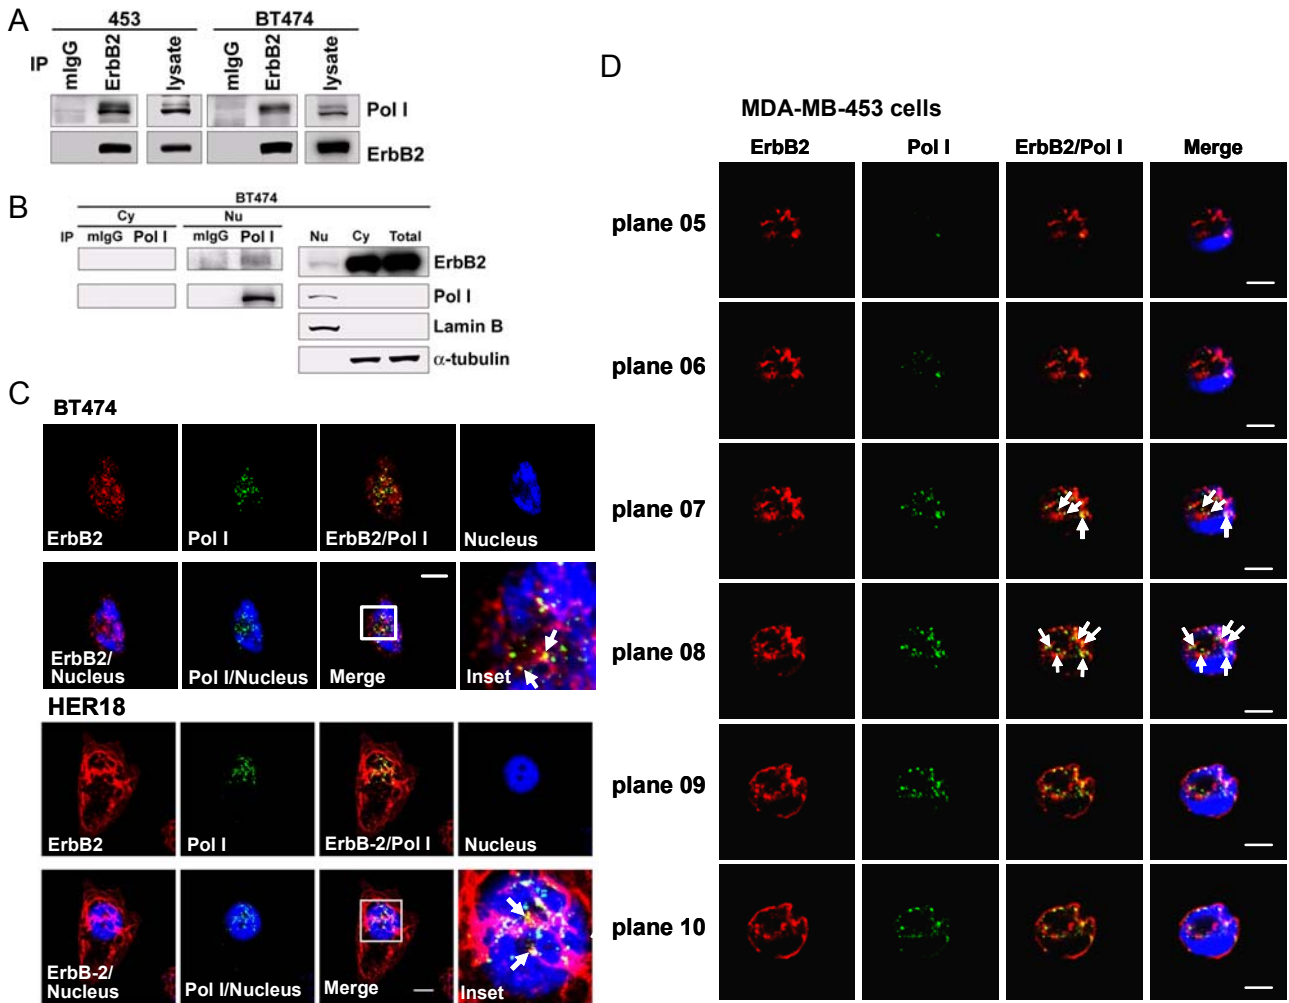 A
453 BT474
IP mIgG ErbB2 lysate mIgG ErbB2 lysate
Pol I
ErbB2
B
BT474
Cy Nu
IP mIgG Pol I mIgG Pol I Nu Cy Total
ErbB2
Pol I
Lamin B
α-tubulin
C
BT474
ErbB2 Pol I ErbB2/Pol I Nucleus
ErbB2/
Nucleus Pol I/Nucleus Merge Inset
HER18
ErbB2 Pol I ErbB-2/Pol I Nucleus
ErbB-2/
Nucleus Pol I/Nucleus Merge Inset
D
MDA-MB-453 cells
ErbB2 Pol I ErbB2/Pol I Merge
plane 05
plane 06
plane 07
plane 08
plane 09
plane 10